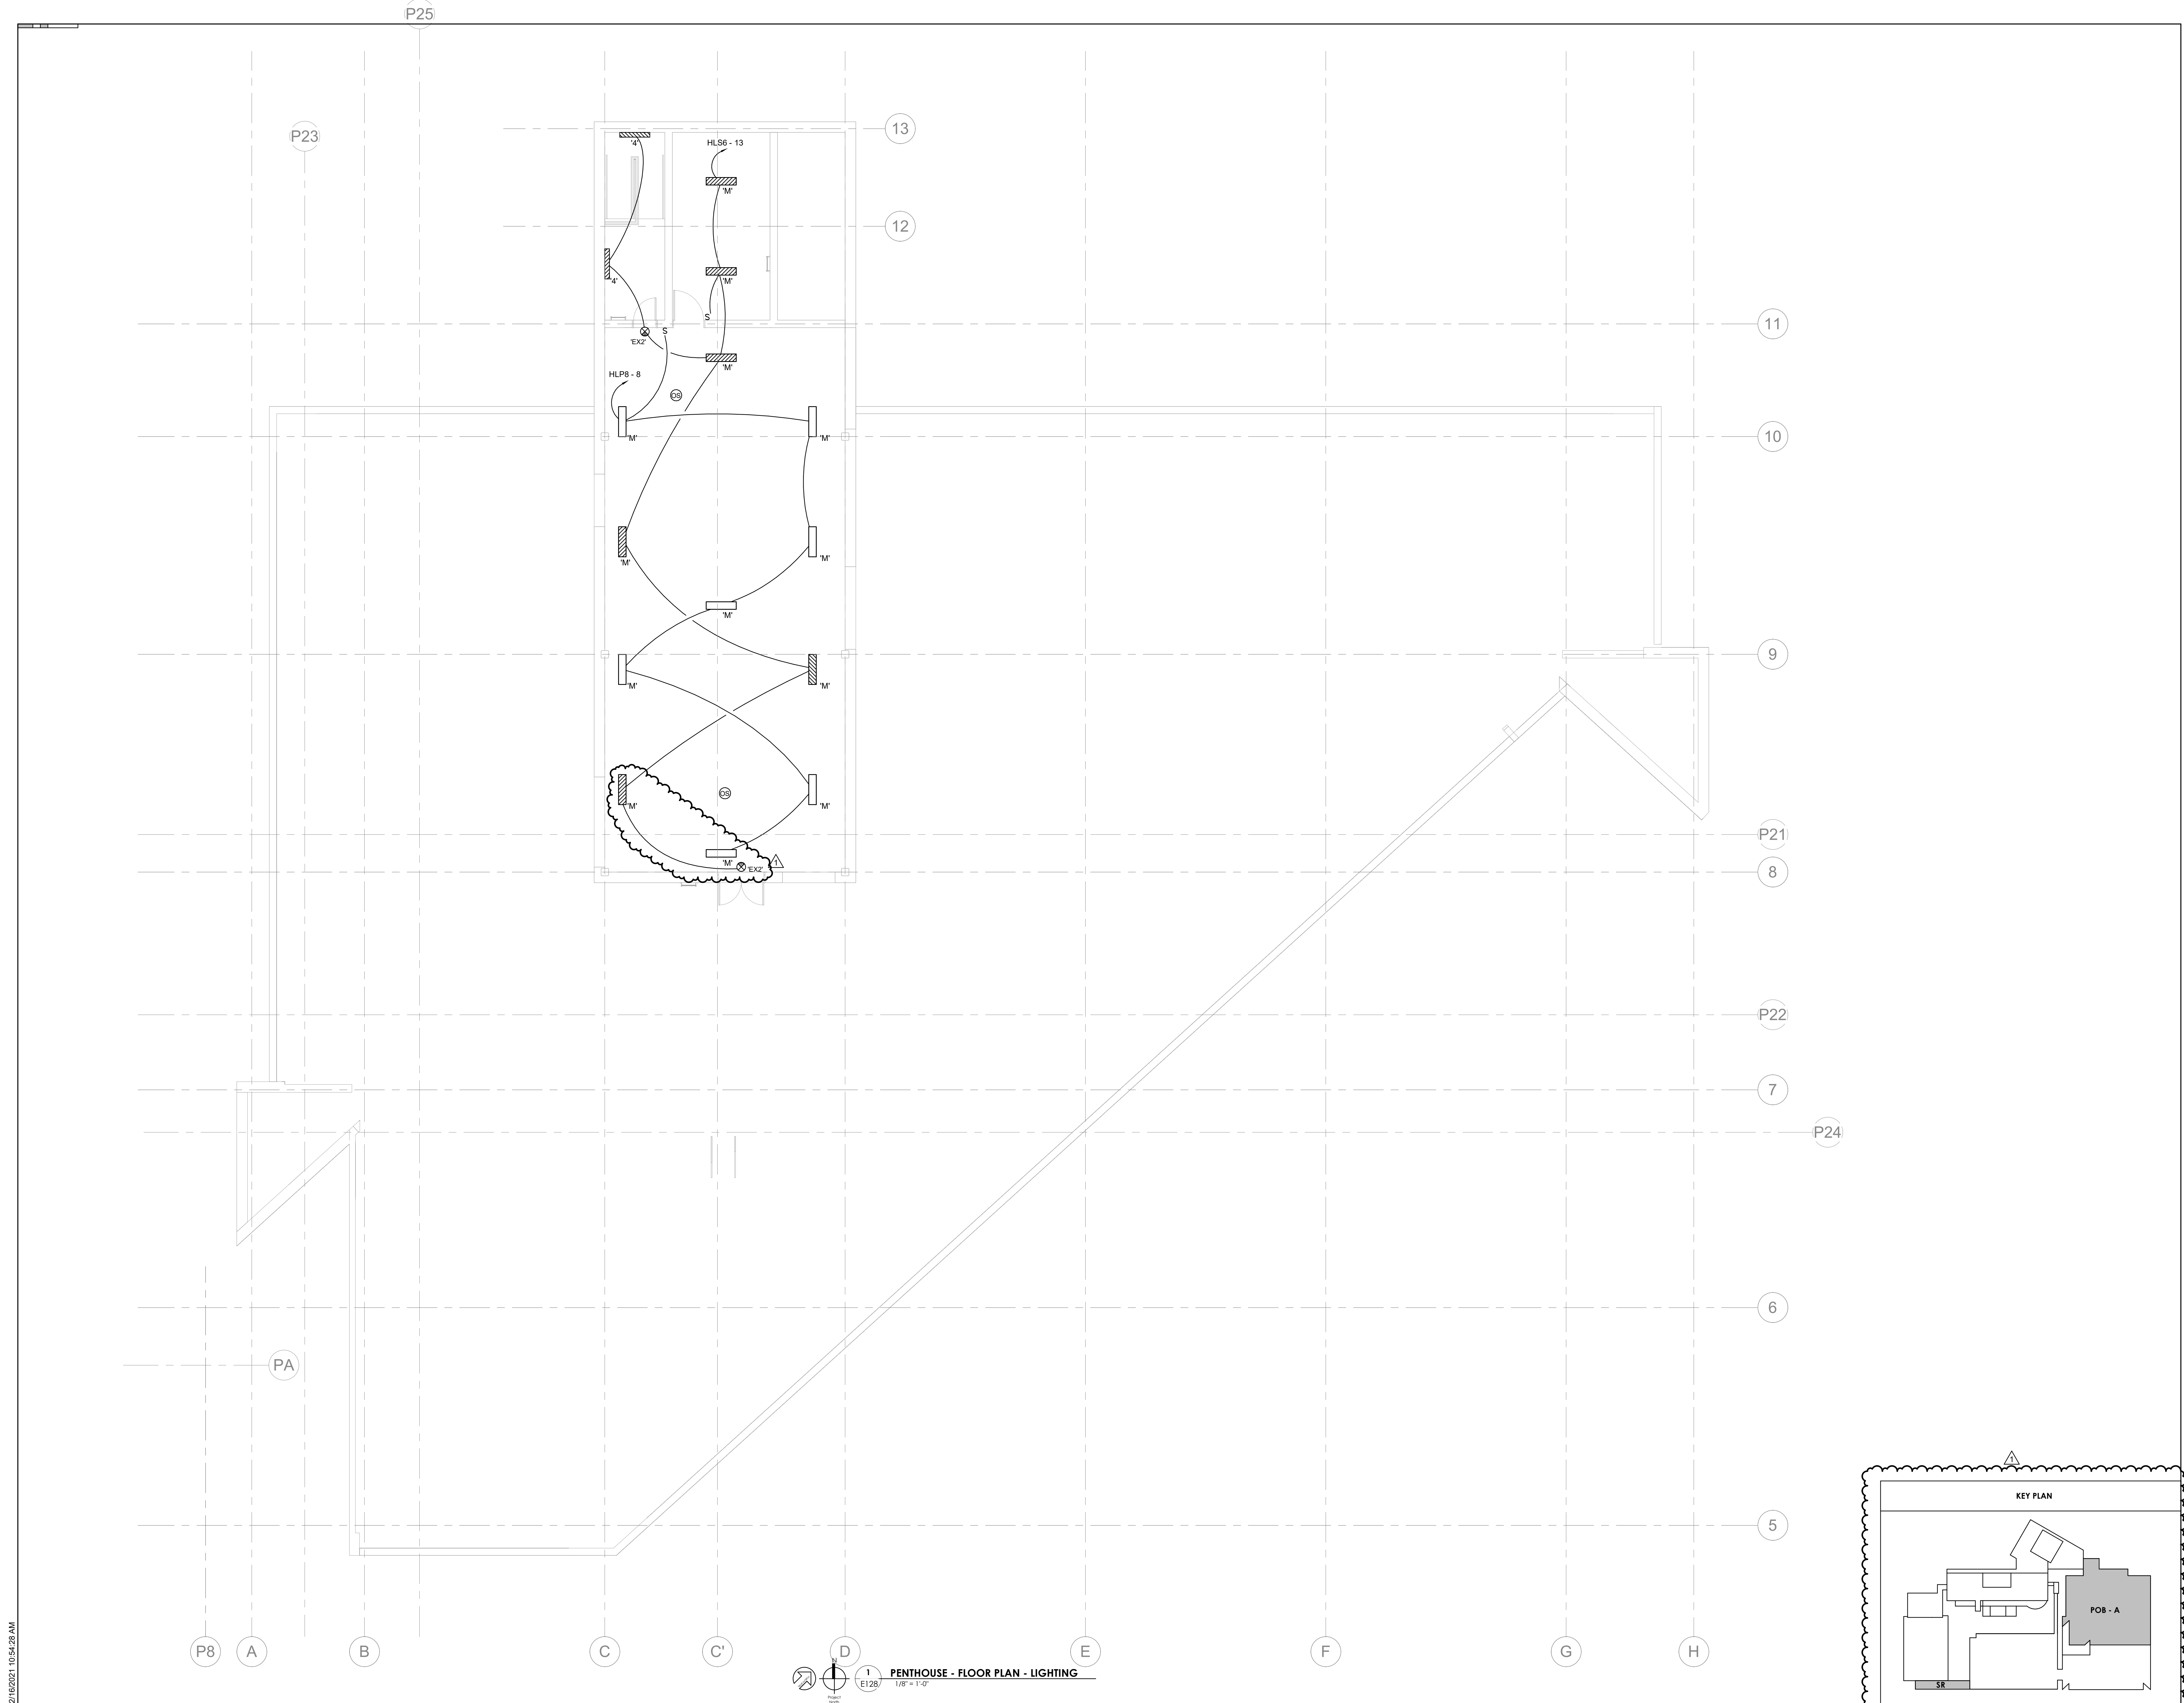 P25
P23
13
'4'
HLS6 - 13
'M'
12
'M'
'4'
S
11
S
'EX2'
'M'
HLP8 - 8
OS
10
'M'
'M'
'M'
'M'
'M'
9
'M'
'M'
OS
'M'
'M'
P21
'M'
1
'EX2'
8
P22
7
P24
6
PA
1
KEY PLAN
5
POB - A
SR
2/16/2021 10:54:28 AM
P8
A
B
C
C'
D
E
F
G
H
N
1
PENTHOUSE - FLOOR PLAN - LIGHTING
E128
1/8" = 1'-0"
Project
North